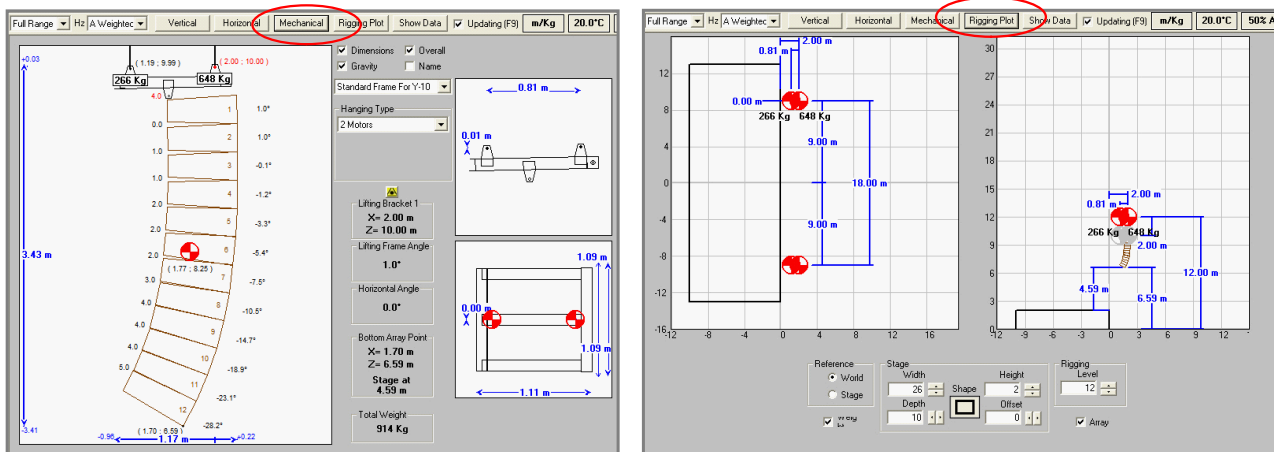 Full Range Hz A Weightec Vertical Horizontal Mechanical Rigging Plot Show Data Updating (F9) m/Kg 20.0°C
+0.03
(1.19 ; 9.99) (2.00 ; 10.00)
266 Kg 648 Kg
4.0 1 1.0°
0.0 2 1.0°
1.0 3 -0.1°
1.0 4 -1.2°
2.0 5 -3.3°
2.0 6 -5.4°
2.0
(1.77 ; 8.25)
3.43 m
3.0 7 -7.5°
4.0 8 -10.5°
4.0 9 -14.7°
4.0 10 -18.9°
5.0 11 -23.1°
12 -28.2°
(1.70 ; 6.59)
-3.41 -0.96 1.17 m +0.22
Dimensions Overall
Gravity Name
Standard Frame For Y-10
Hanging Type
2 Motors
Lifting Bracket 1
X= 2.00 m
Z= 10.00 m
Lifting Frame Angle
1.0°
Horizontal Angle
0.0°
Bottom Array Point
X= 1.70 m
Z= 6.59 m
Stage at
4.59 m
Total Weight
914 Kg
0.81 m
0.01 m
1.09 m
0.00 m
1.09 m
1.11 m
Full Range Hz A Weightec Vertical Horizontal Mechanical Rigging Plot Show Data Updating (F9) m/Kg 20.0°C 50% A
2.00 m
0.81 m
12
0.00 m
266 Kg 648 Kg
8
9.00 m
4
0
18.00 m
-4
9.00 m
-8
-12
-16
-12 -8 -4 0 4 8 12 16
30
27
24
21
18
15
2.00 m
0.81 m
12
266 Kg 648 Kg
9
2.00 m
12.00 m
6
4.59 m
6.59 m
3
0
-12 -9 -6 -3 0 3 6 9 12
Reference
World
Stage
Stage
Width
26
Depth
10
Shape
Height
2
Offset
0
Rigging
Level
12
Array